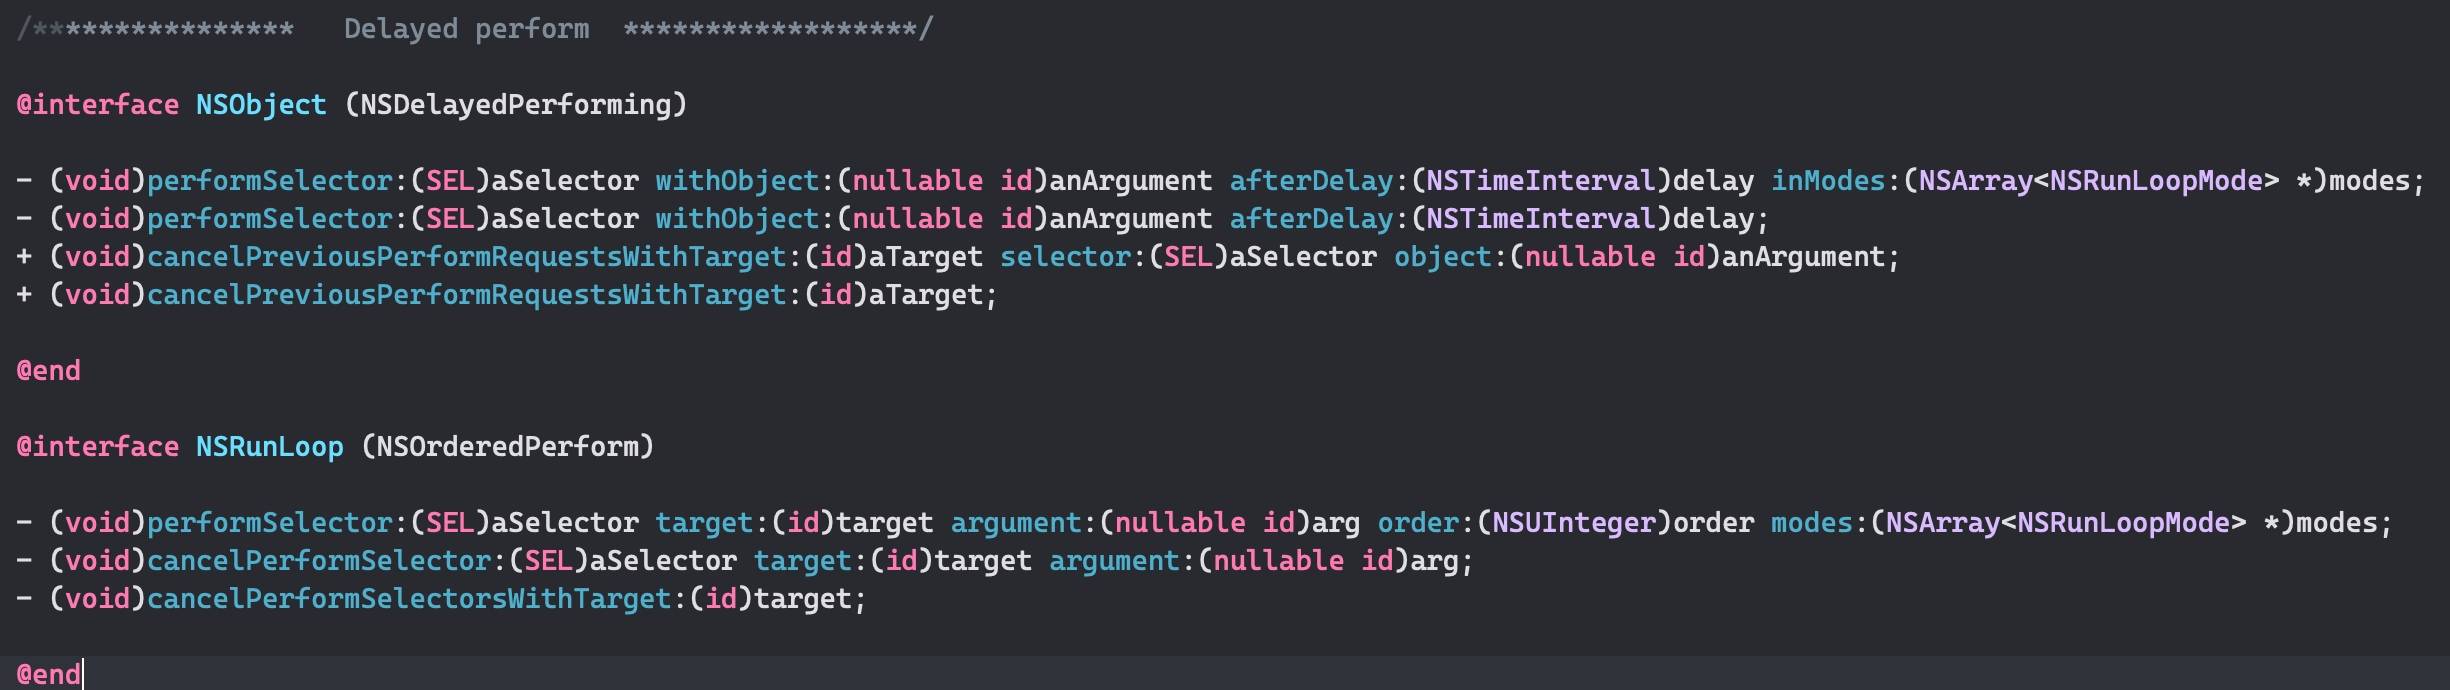 /*****************   Delayed perform  ******************/
@interface NSObject (NSDelayedPerforming)
- (void)performSelector:(SEL)aSelector withObject:(nullable id)anArgument afterDelay:(NSTimeInterval)delay inModes:(NSArray<NSRunLoopMode> *)modes;
- (void)performSelector:(SEL)aSelector withObject:(nullable id)anArgument afterDelay:(NSTimeInterval)delay;
+ (void)cancelPreviousPerformRequestsWithTarget:(id)aTarget selector:(SEL)aSelector object:(nullable id)anArgument;
+ (void)cancelPreviousPerformRequestsWithTarget:(id)aTarget;
@end
@interface NSRunLoop (NSOrderedPerform)
- (void)performSelector:(SEL)aSelector target:(id)target argument:(nullable id)arg order:(NSUInteger)order modes:(NSArray<NSRunLoopMode> *)modes;
- (void)cancelPerformSelector:(SEL)aSelector target:(id)target argument:(nullable id)arg;
- (void)cancelPerformSelectorsWithTarget:(id)target;
@end